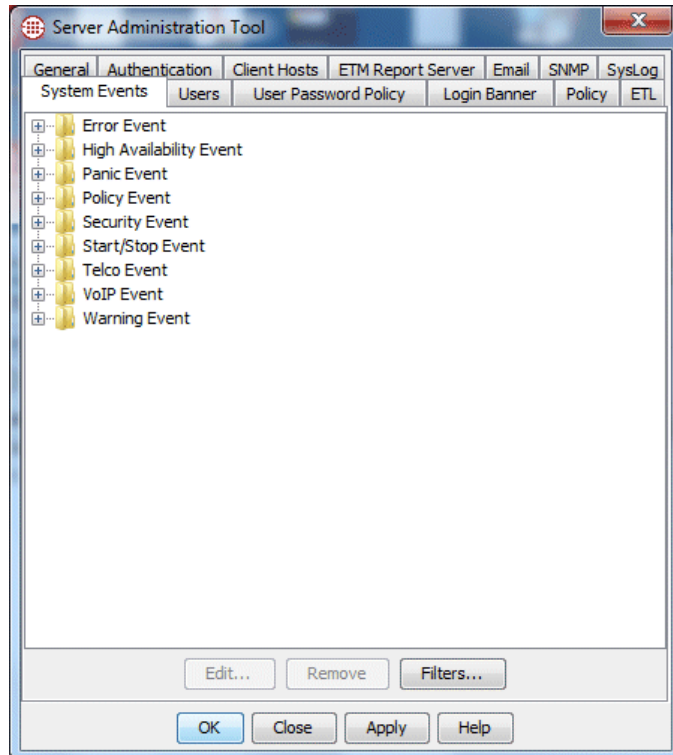 Server Administration Tool
General Authentication Client Hosts ETM Report Server Email SNMP SysLog
System Events Users User Password Policy Login Banner Policy ETL
Error Event
High Availability Event
Panic Event
Policy Event
Security Event
Start/Stop Event
Telco Event
VoIP Event
Warning Event
Edit... Remove Filters...
OK Close Apply Help